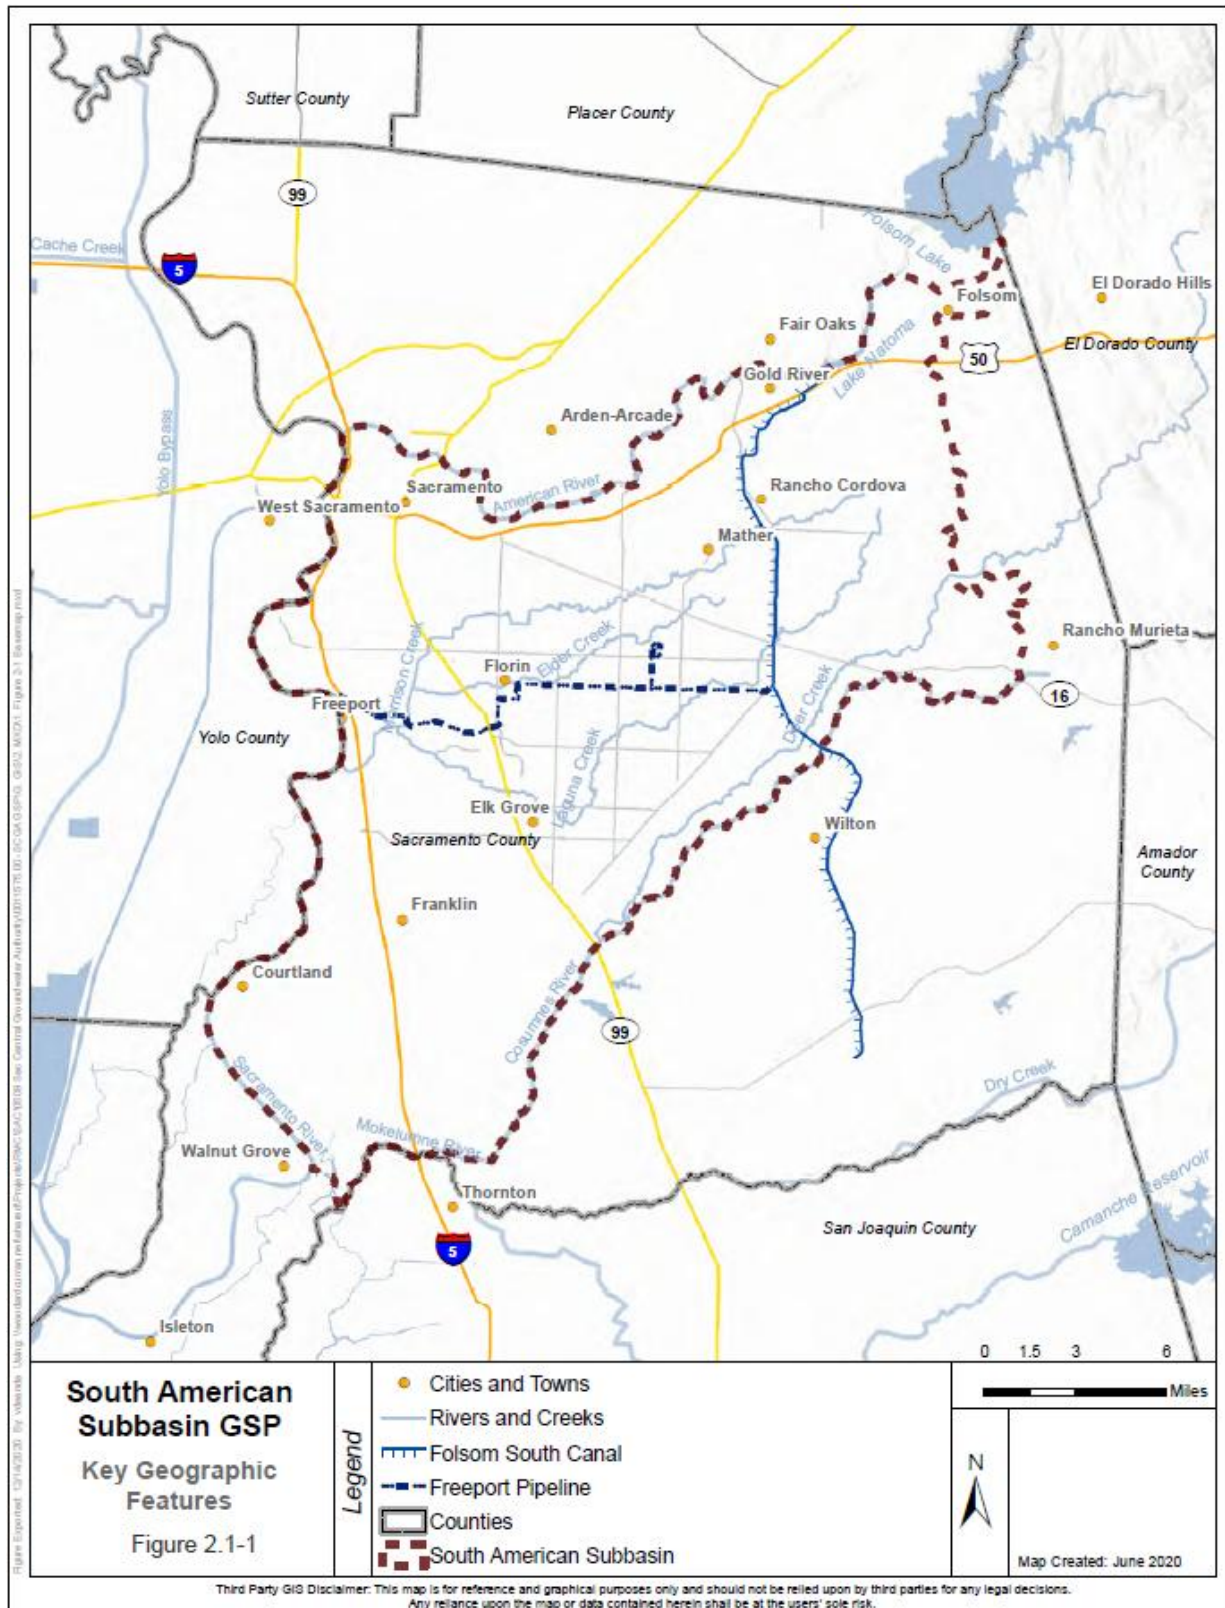 Sutter County
Placer County
99
Cache Creek
5
Folsom Lake
El Dorado Hills
Folsom
Fair Oaks
El Dorado County
50
Lake Natoma
Gold River
Yolo Bypass
Arden-Arcade
American River
Sacramento
Rancho Cordova
West Sacramento
Mather
Morrison Creek
Elder Creek
Rancho Murieta
Florin
Deer Creek
16
Freeport
Yolo County
Laguna Creek
Elk Grove
Wilton
Sacramento County
Amador
County
Franklin
Courtland
Cosumnes River
99
Sacramento River
Dry Creek
Mokelumne River
Walnut Grove
Thornton
Camanche Reservoir
San Joaquin County
5
Isleton
0 1.5 3 6
Miles
South American
Subbasin GSP
Key Geographic
Features
Figure 2.1-1
Legend
Cities and Towns
Rivers and Creeks
Folsom South Canal
Freeport Pipeline
Counties
South American Subbasin
N
Map Created: June 2020
Third Party GIS Disclaimer: This map is for reference and graphical purposes only and should not be relied upon by third parties for any legal decisions.
Any reliance upon the map or data contained herein shall be at the users' sole risk.